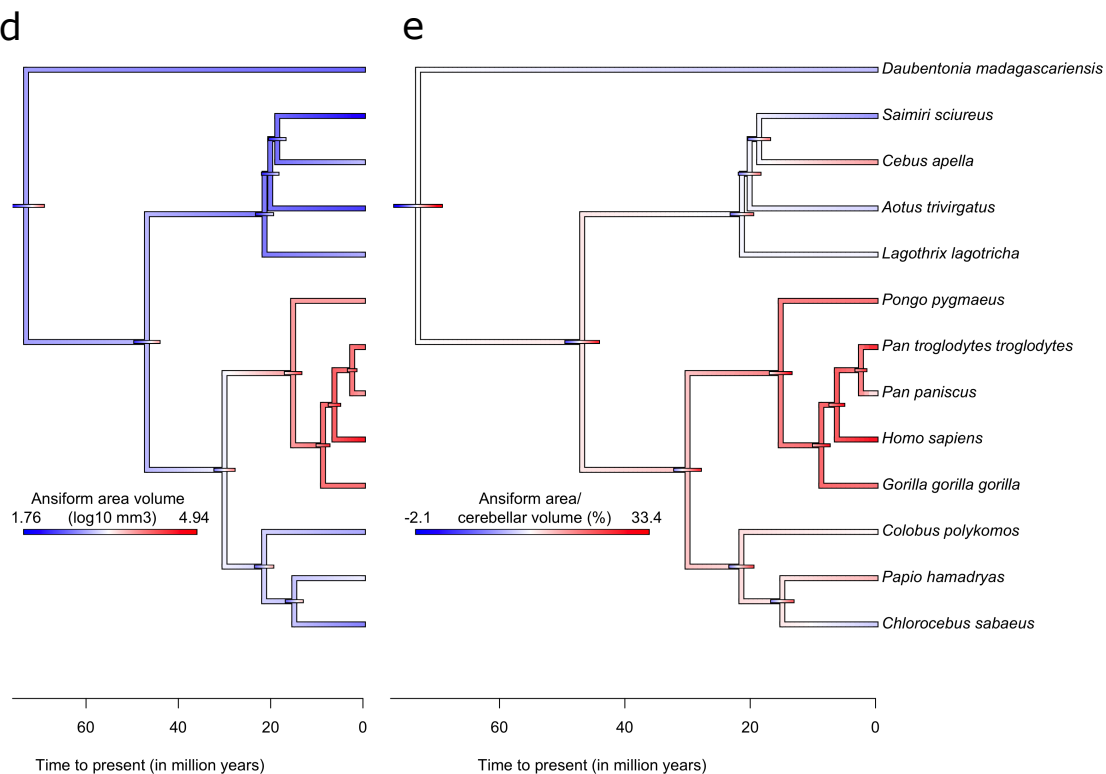 d
e
Daubentonia madagascariensis
Saimiri sciureus
Cebus apella
Aotus trivirgatus
Lagothrix lagotricha
Pongo pygmaeus
Pan troglodytes troglodytes
Pan paniscus
Homo sapiens
Gorilla gorilla gorilla
Colobus polykomos
Papio hamadryas
Chlorocebus sabaeus
Ansiform area volume
1.76 (log10 mm3) 4.94
Ansiform area/
-2.1 cerebellar volume (%) 33.4
60 40 20 0
Time to present (in million years)
60 40 20 0
Time to present (in million years)